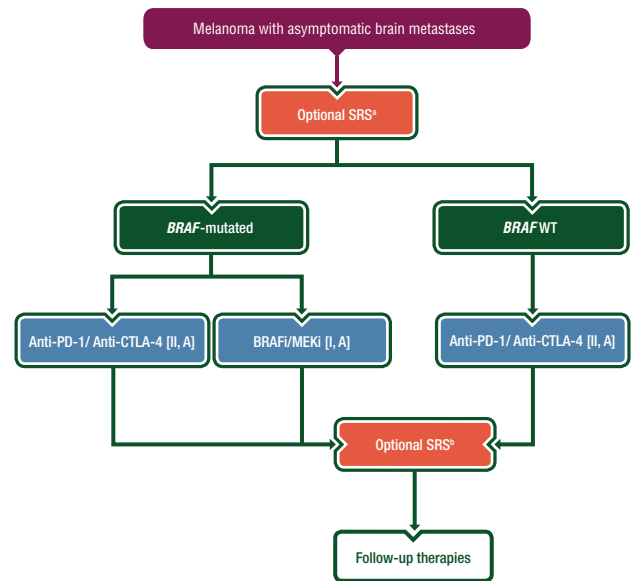 Melanoma with asymptomatic brain metastases
Optional SRSᵃ
BRAF-mutated
BRAF WT
Anti-PD-1/ Anti-CTLA-4 [II, A]
BRAFi/MEKi [I, A]
Anti-PD-1/ Anti-CTLA-4 [II, A]
Optional SRSᵇ
Follow-up therapies